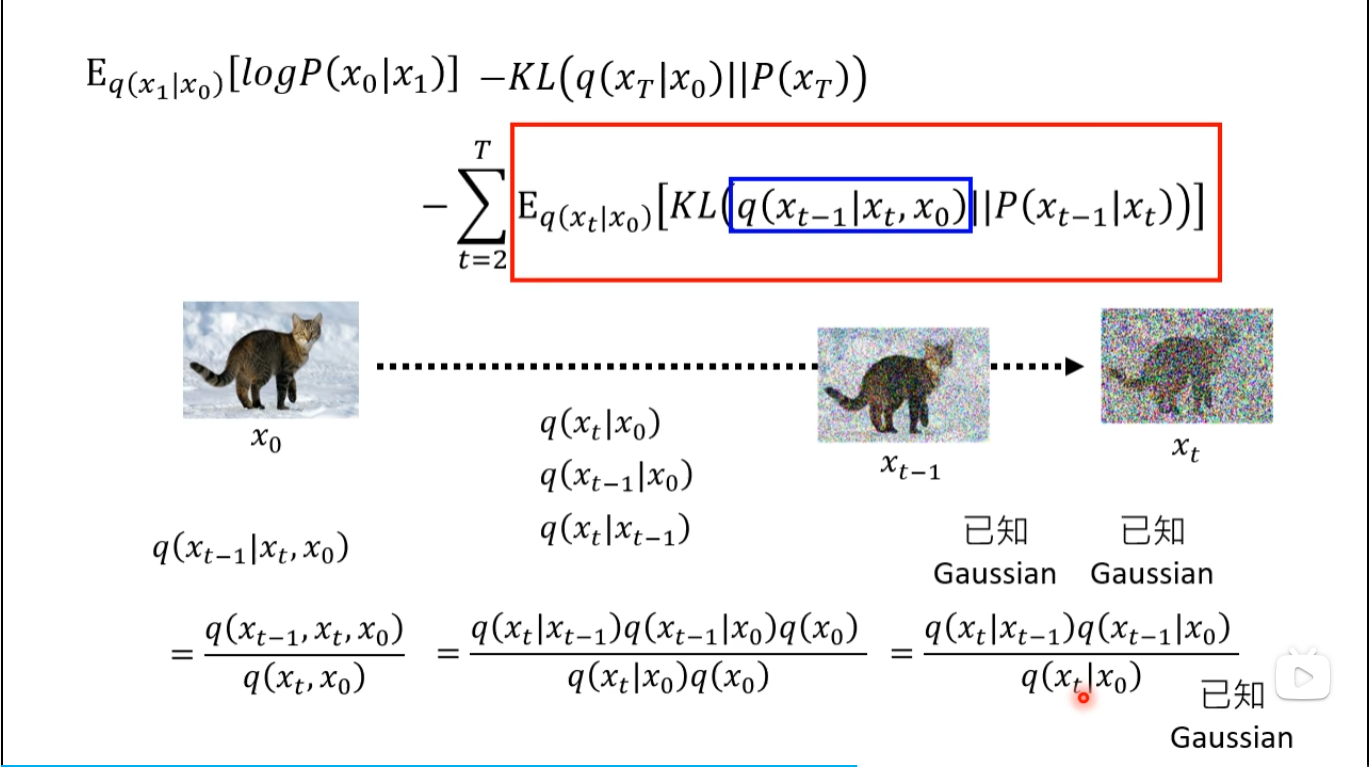 E_{q(x_1|x_0)}[logP(x_0|x_1)] −KL(q(x_T|x_0)||P(x_T))
−∑_{t=2}^{T} E_{q(x_t|x_0)}[KL(q(x_{t−1}|x_t, x_0)||P(x_{t−1}|x_t))]
x_0
x_{t−1}
x_t
q(x_t|x_0)
q(x_{t−1}|x_0)
q(x_t|x_{t−1})
q(x_{t−1}|x_t, x_0)
已知 已知
Gaussian Gaussian
= \frac{q(x_{t−1}, x_t, x_0)}{q(x_t, x_0)} = \frac{q(x_t|x_{t−1})q(x_{t−1}|x_0)q(x_0)}{q(x_t|x_0)q(x_0)} = \frac{q(x_t|x_{t−1})q(x_{t−1}|x_0)}{q(x_t|x_0)}
已知
Gaussian